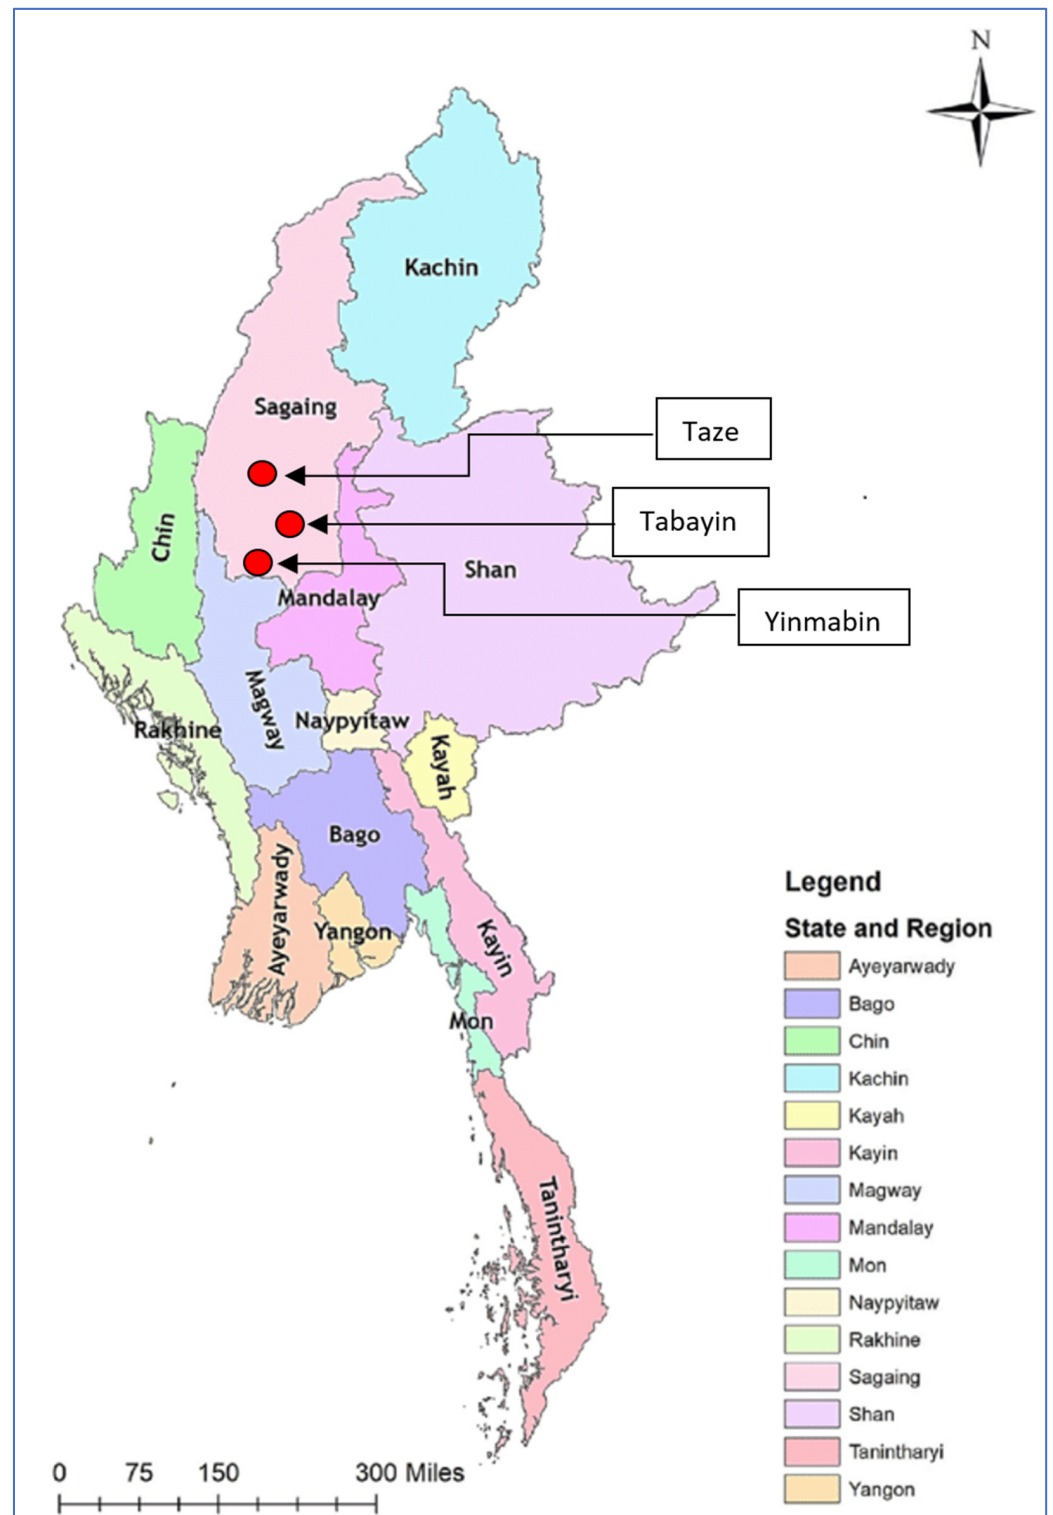 N
Kachin
Sagaing
Taze
Tabayin
Chin
Shan
Mandalay
Yinmabin
Magway
Naypyitaw
Rakhine
Kayah
Bago
Ayeyarwady
Yangon
Kayin
Mon
Tanintharyi
Legend
State and Region
Ayeyarwady
Bago
Chin
Kachin
Kayah
Kayin
Magway
Mandalay
Mon
Naypyitaw
Rakhine
Sagaing
Shan
Tanintharyi
Yangon
0 75 150 300 Miles